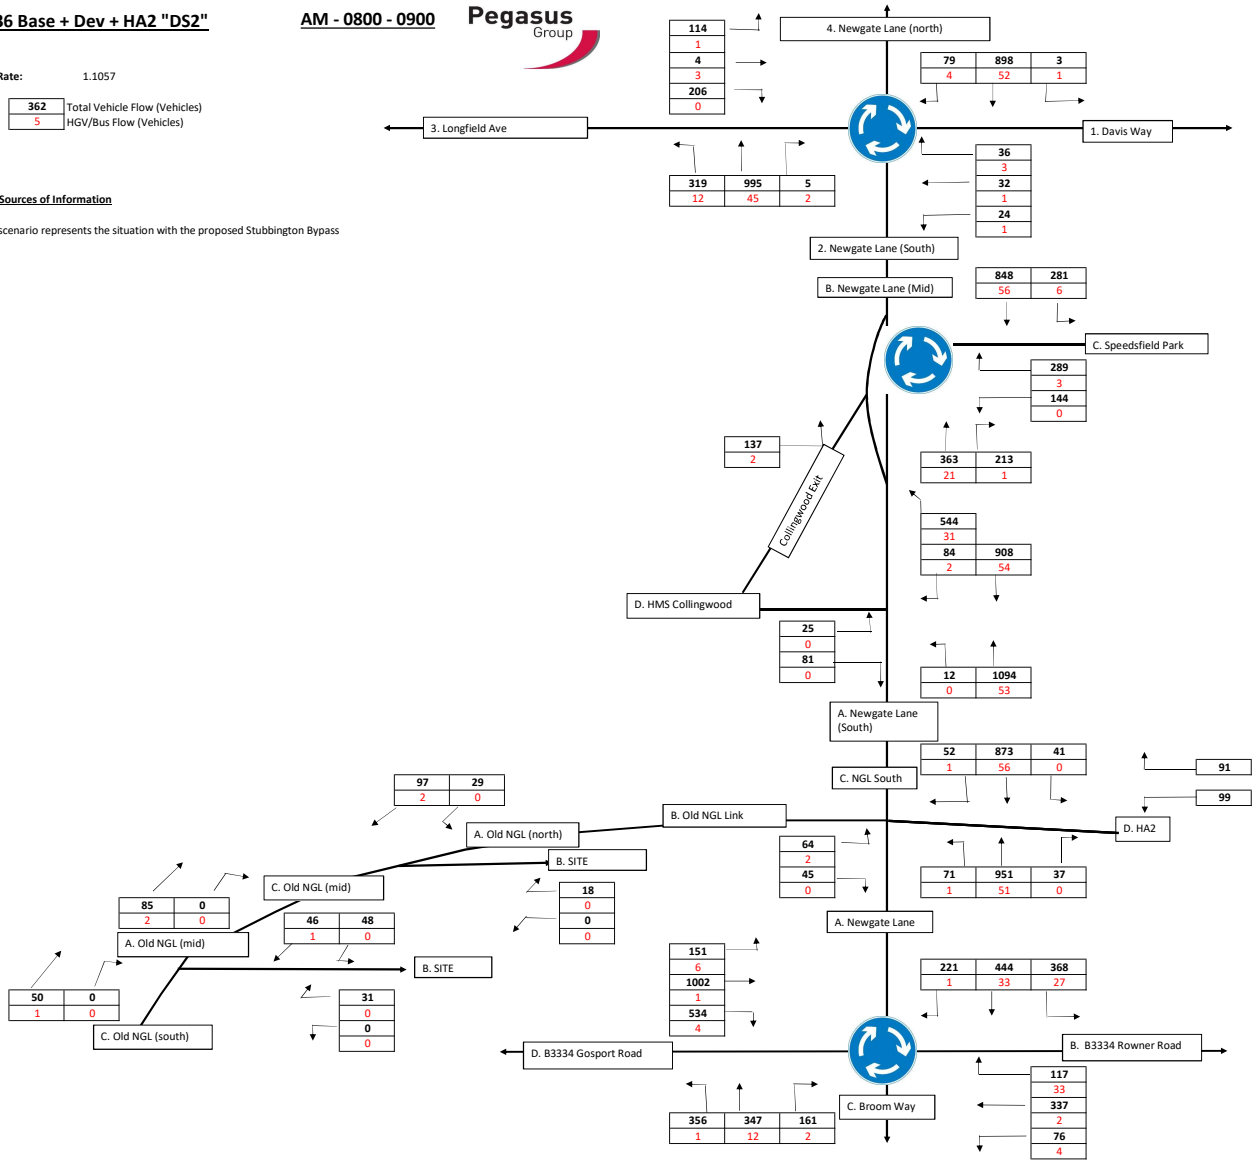 36 Base + Dev + HA2 "DS2"
AM - 0800 - 0900
Pegasus
Group
Rate: 1.1057
362 Total Vehicle Flow (Vehicles)
5 HGV/Bus Flow (Vehicles)
Sources of Information
scenario represents the situation with the proposed Stubbington Bypass
114
1
4
3
206
0
4. Newgate Lane (north)
79 898 3
4 52 1
3. Longfield Ave
1. Davis Way
319 995 5
12 45 2
36
3
32
1
24
1
2. Newgate Lane (South)
B. Newgate Lane (Mid)
848 281
56 6
C. Speedsfield Park
289
3
144
0
137
2
363 213
21 1
Collingwood Exit
544
31
84 908
2 54
D. HMS Collingwood
25
0
81
0
12 1094
0 53
A. Newgate Lane
(South)
C. NGL South
52 873 41
1 56 0
91
99
97 29
2 0
A. Old NGL (north)
B. Old NGL Link
D. HA2
64
2
45
0
71 951 37
1 51 0
B. SITE
C. Old NGL (mid)
18
0
0
0
85 0
2 0
46 48
1 0
A. Old NGL (mid)
A. Newgate Lane
B. SITE
50 0
1 0
31
0
0
0
C. Old NGL (south)
151
6
1002
1
534
4
221 444 368
1 33 27
D. B3334 Gosport Road
B. B3334 Rowner Road
C. Broom Way
356 347 161
1 12 2
117
33
337
2
76
4